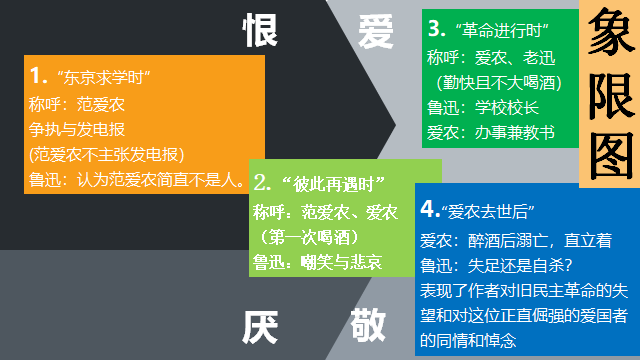 恨
爱
1.“东京求学时”
称呼：范爱农
争执与发电报
(范爱农不主张发电报)
鲁迅：认为范爱农简直不是人。
2.“彼此再遇时”
称呼：范爱农、爱农
（第一次喝酒）
鲁迅：嘲笑与悲哀
3.“革命进行时”
称呼：爱农、老迅
（勤快且不大喝酒）
鲁迅：学校校长
爱农：办事兼教书
4.“爱农去世后”
爱农：醉酒后溺亡，直立着
鲁迅：失足还是自杀？
表现了作者对旧民主革命的失
望和对这位正直倔强的爱国者
的同情和悼念
厌
敬
象
限
图